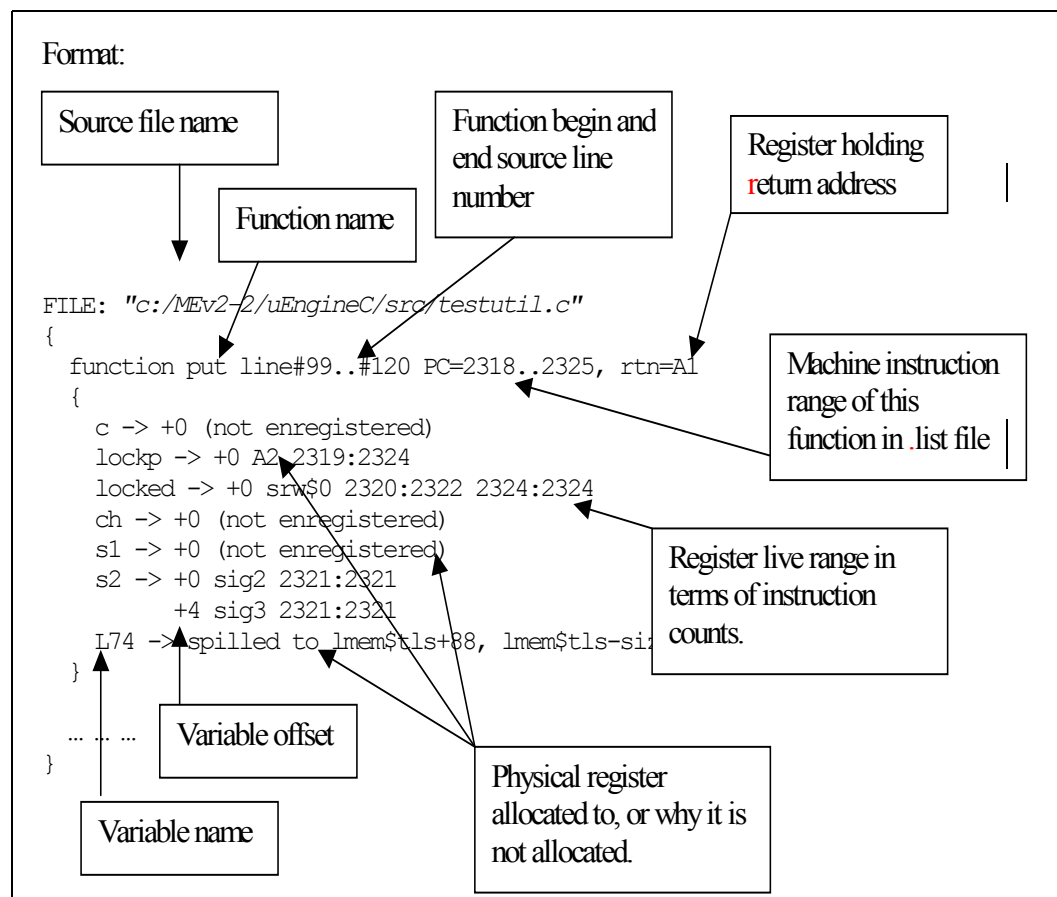 Format:
Source file name
Function begin and
end source line
number
Register holding
return address
Function name
FILE: "c:/MEv2-2/uEngineC/src/testutil.c"
{
function put line#99..#120 PC=2318..2325, rtn=A1
{
c -> +0 (not enregistered)
lockp -> +0 A2 2319:2324
locked -> +0 srw$0 2320:2322 2324:2324
ch -> +0 (not enregistered)
s1 -> +0 (not enregistered)
s2 -> +0 sig2 2321:2321
+4 sig3 2321:2321
L74 -> spilled to lmem$tls+88, lmem$tls-siz
}
... ... ...
}
Machine instruction
range of this
function in .list file
Register live range in
terms of instruction
counts.
Variable offset
Variable name
Physical register
allocated to, or why it is
not allocated.